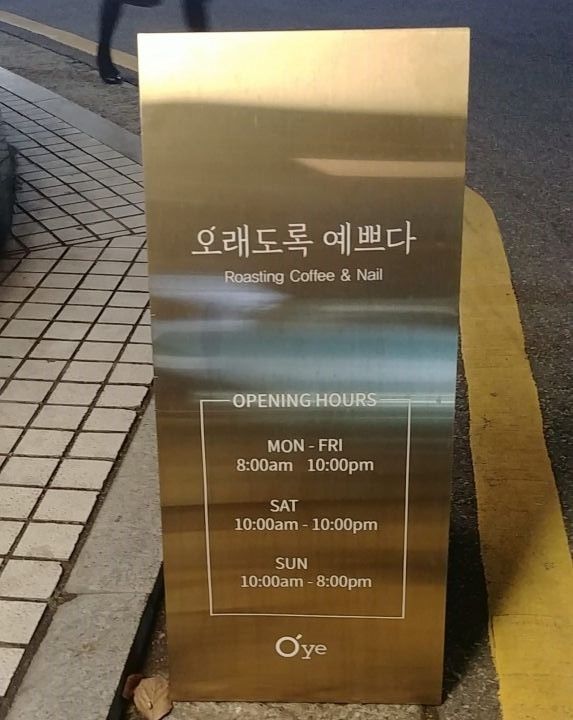 오래도록 예쁘다
Roasting Coffee & Nail
OPENING HOURS
MON - FRI
8:00am 10:00pm
SAT
10:00am - 10:00pm
SUN
10:00am - 8:00pm
O'ye